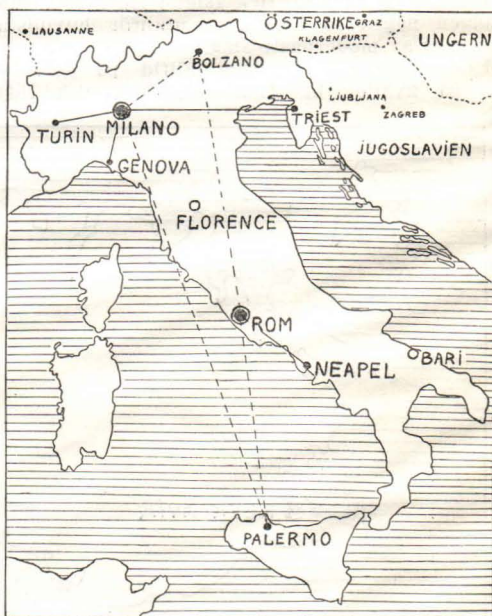 ÖSTERRIKE GRAZ
KLAGENFURT
LAUSANNE
UNGERN
BOLZANO
LJUBLJANA
TURIN
MILANO
TRIEST
ZAGREB
JUGOSLAVIEN
GENOVA
FLORENCE
ROM
BARI
NEAPEL
PALERMO